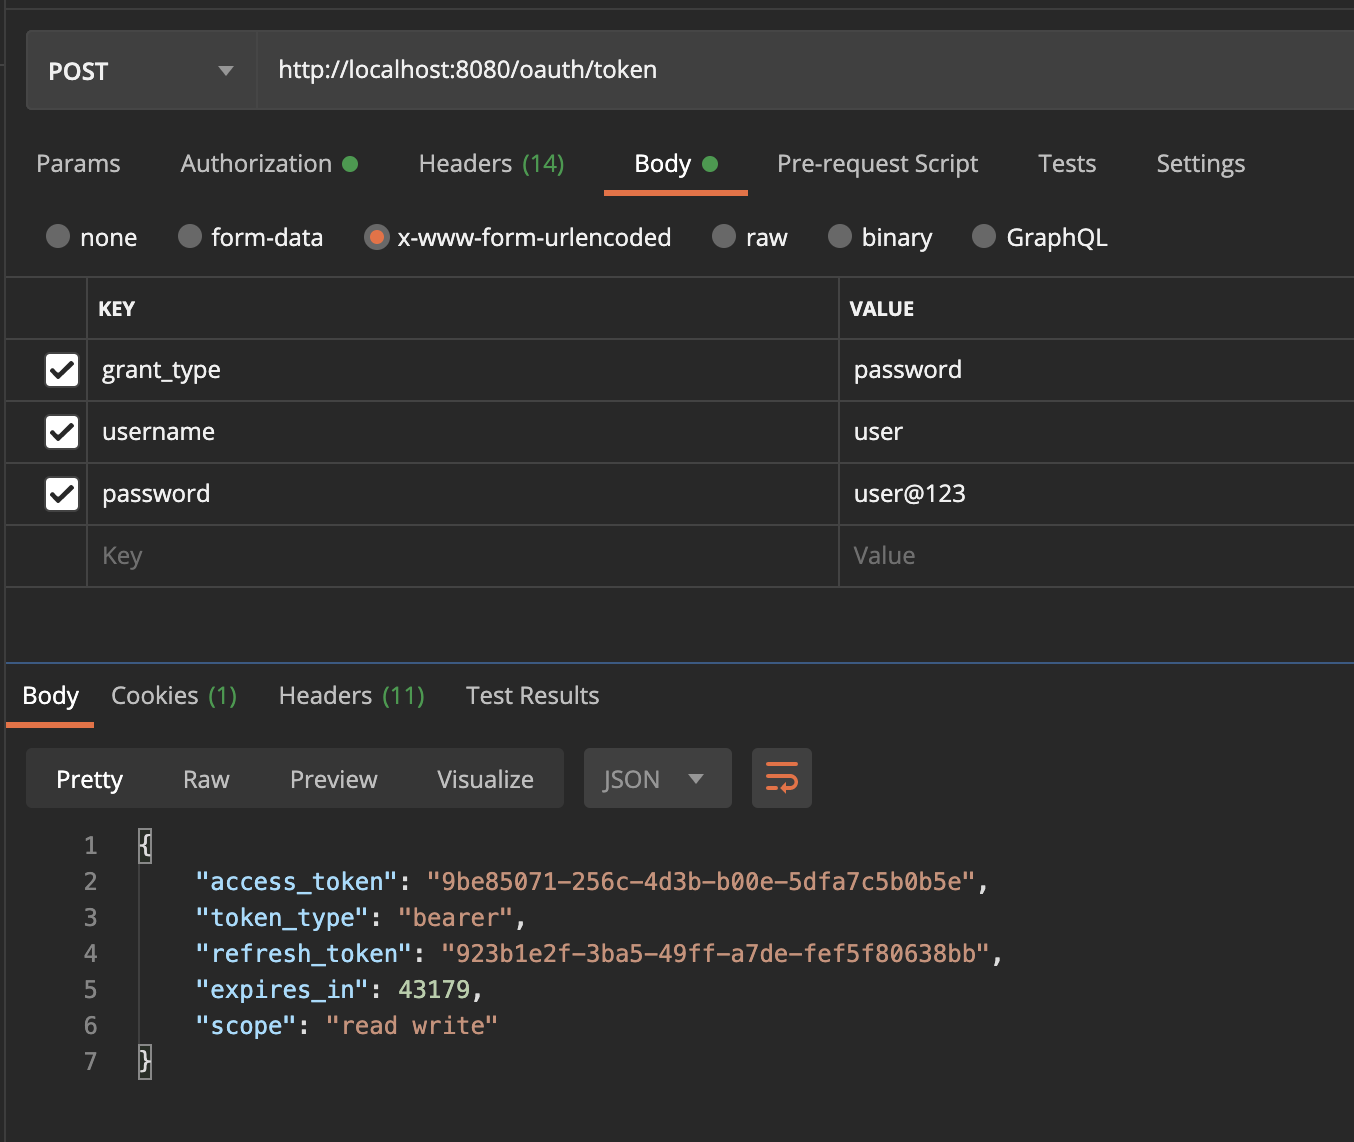 POST http://localhost:8080/oauth/token
Params Authorization Headers (14) Body Pre-request Script Tests Settings
none form-data x-www-form-urlencoded raw binary GraphQL
KEY VALUE
grant_type password
username user
password user@123
Key Value
Body Cookies (1) Headers (11) Test Results
Pretty Raw Preview Visualize JSON
1 {
2 "access_token": "9be85071-256c-4d3b-b00e-5dfa7c5b0b5e",
3 "token_type": "bearer",
4 "refresh_token": "923b1e2f-3ba5-49ff-a7de-fef5f80638bb",
5 "expires_in": 43179,
6 "scope": "read write"
7 }